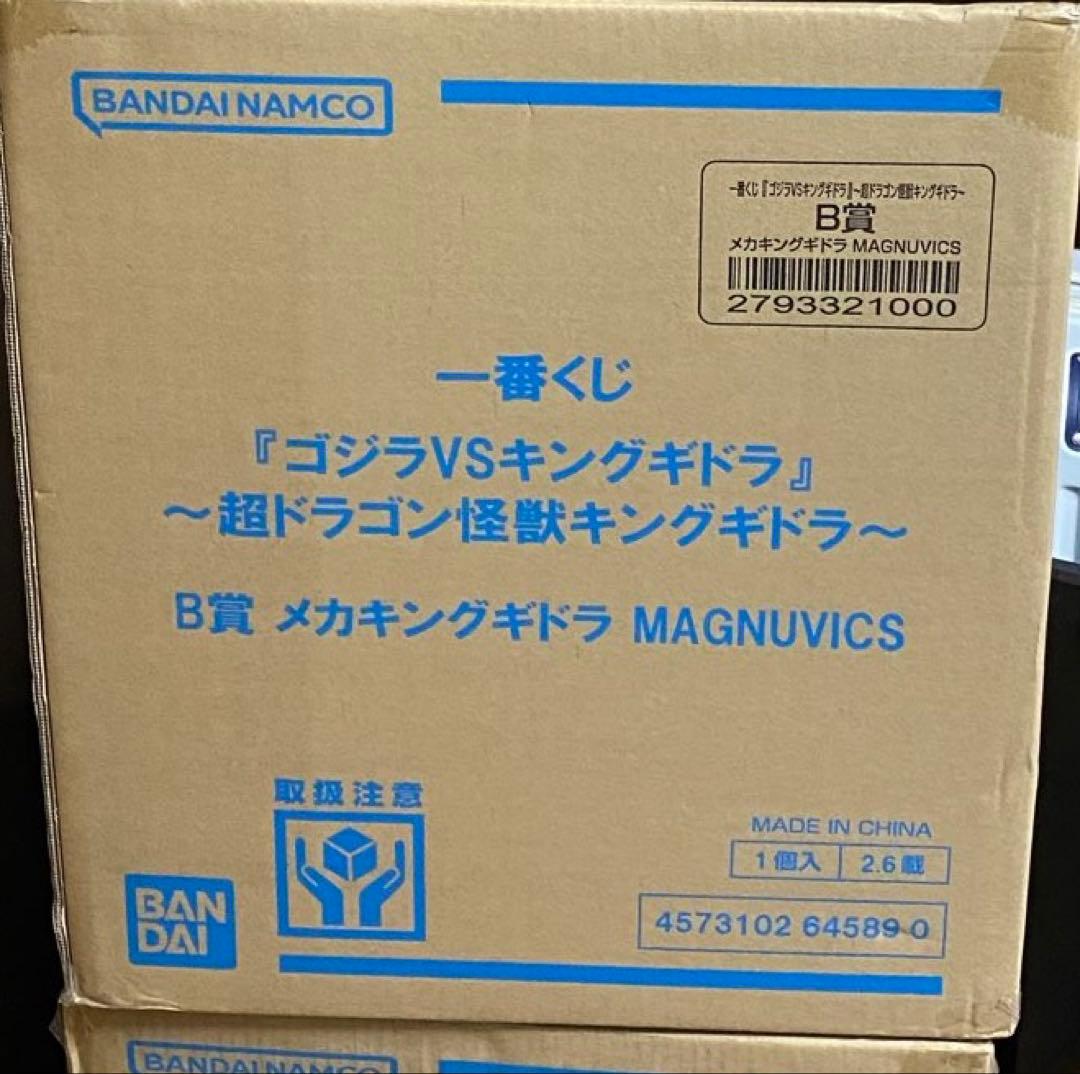 BANDAI NAMCO
一番くじ『ゴジラVSキングギドラ』～超ドラゴン怪獣キングギドラ～
B賞
メカキングギドラ MAGNUVICS
2793321000
一番くじ
『ゴジラVSキングギドラ』
～超ドラゴン怪獣キングギドラ～
B賞 メカキングギドラ MAGNUVICS
取扱注意
MADE IN CHINA
1個入 2.6才
4573102 64589 0
BAN
DAI
BANDAI NAMCO